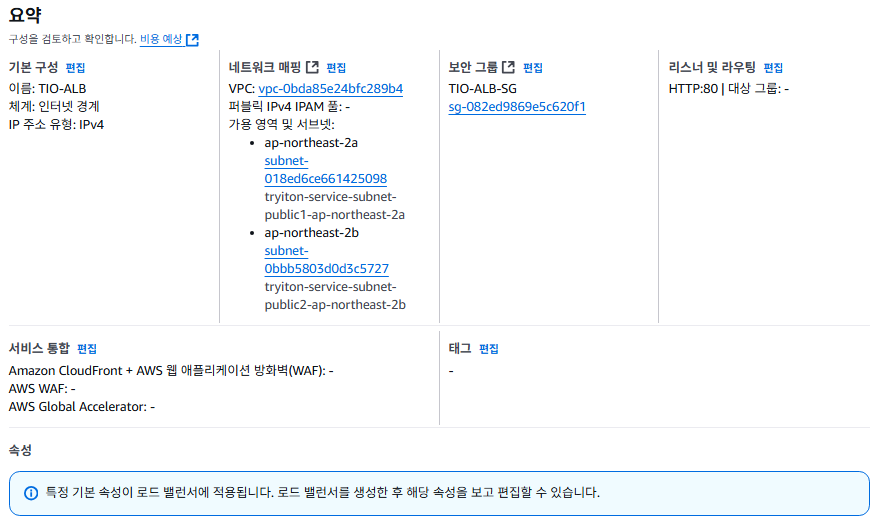 요약
구성을 검토하고 확인합니다. 비용 예상
기본 구성 편집
이름: TIO-ALB
체계: 인터넷 경계
IP 주소 유형: IPv4
네트워크 매핑 편집
VPC: vpc-0bda85e24bfc289b4
퍼블릭 IPv4 IPAM 풀: -
가용 영역 및 서브넷:
• ap-northeast-2a
subnet-
018ed6ce661425098
tryiton-service-subnet-
public1-ap-northeast-2a
• ap-northeast-2b
subnet-
0bbb5803d0d3c5727
tryiton-service-subnet-
public2-ap-northeast-2b
보안 그룹 편집
TIO-ALB-SG
sg-082ed9869e5c620f1
리스너 및 라우팅 편집
HTTP:80 | 대상 그룹: -
서비스 통합 편집
Amazon CloudFront + AWS 웹 애플리케이션 방화벽(WAF): -
AWS WAF: -
AWS Global Accelerator: -
태그 편집
-
속성
특정 기본 속성이 로드 밸런서에 적용됩니다. 로드 밸런서를 생성한 후 해당 속성을 보고 편집할 수 있습니다.